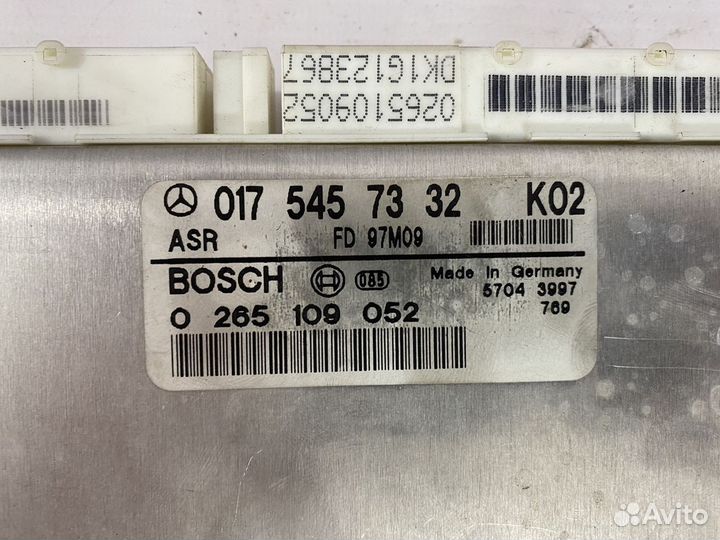 0265109052
DK1G123867
017 545 73 32 K02
ASR FD 97M09
BOSCH 085 Made In Germany
5704 3997
0 265 109 052 769
Avito